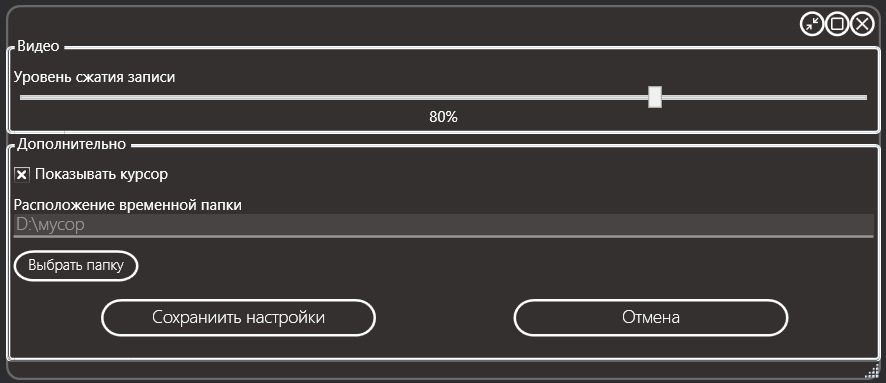 Видео
Уровень сжатия записи
80%
Дополнительно
Показывать курсор
Расположение временной папки
D:\мусор
Выбрать папку
Сохраниить настройки
Отмена